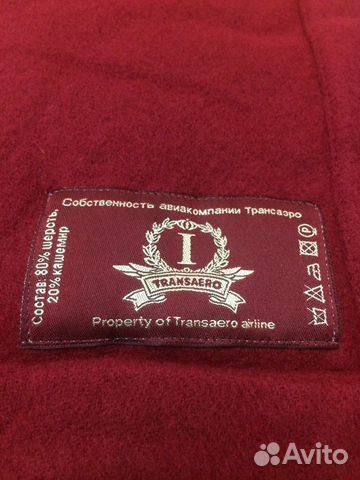 Собственность авиакомпании Трансаэро
Состав: 80% шерсть,
20% кашемир
I
TRANSAERO
Property of Transaero airline
Avito